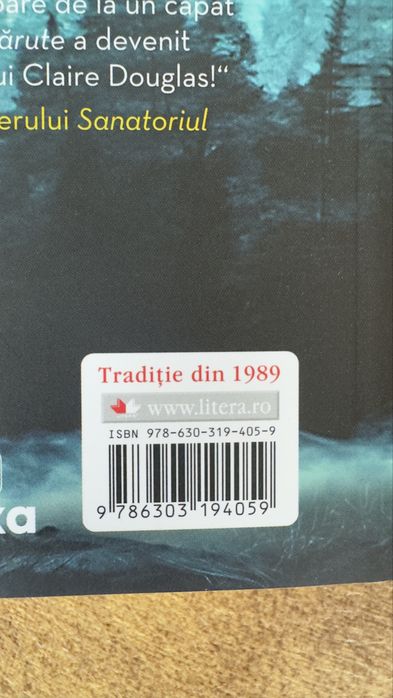 de la un capăt
a devenit
Claire Douglas!“
Sanatoriul
Tradiție din 1989
www.litera.ro
ISBN 978-630-319-405-9
9 786303 194059